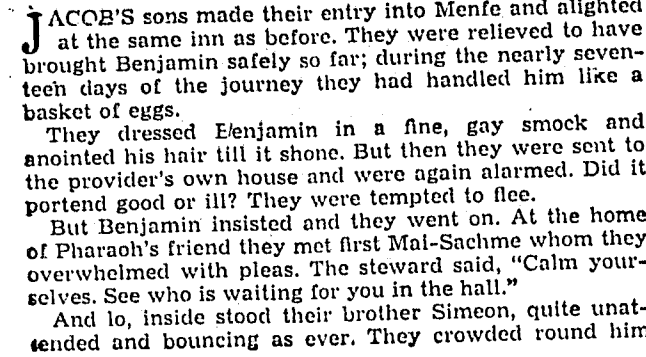 JACOB'S sons made their entry into Menfe and alighted
at the same inn as before. They were relieved to have
brought Benjamin safely so far; during the nearly seven-
teen days of the journey they had handled him like a
basket of eggs.
They dressed Benjamin in a fine, gay smock and
anointed his hair till it shone. But then they were sent to
the provider's own house and were again alarmed. Did it
portend good or ill? They were tempted to flee.
But Benjamin insisted and they went on. At the home
of Pharaoh's friend they met first Mai-Sachme whom they
overwhelmed with pleas. The steward said, "Calm your-
selves. See who is waiting for you in the hall."
And lo, inside stood their brother Simeon, quite unat-
tended and bouncing as ever. They crowded round him